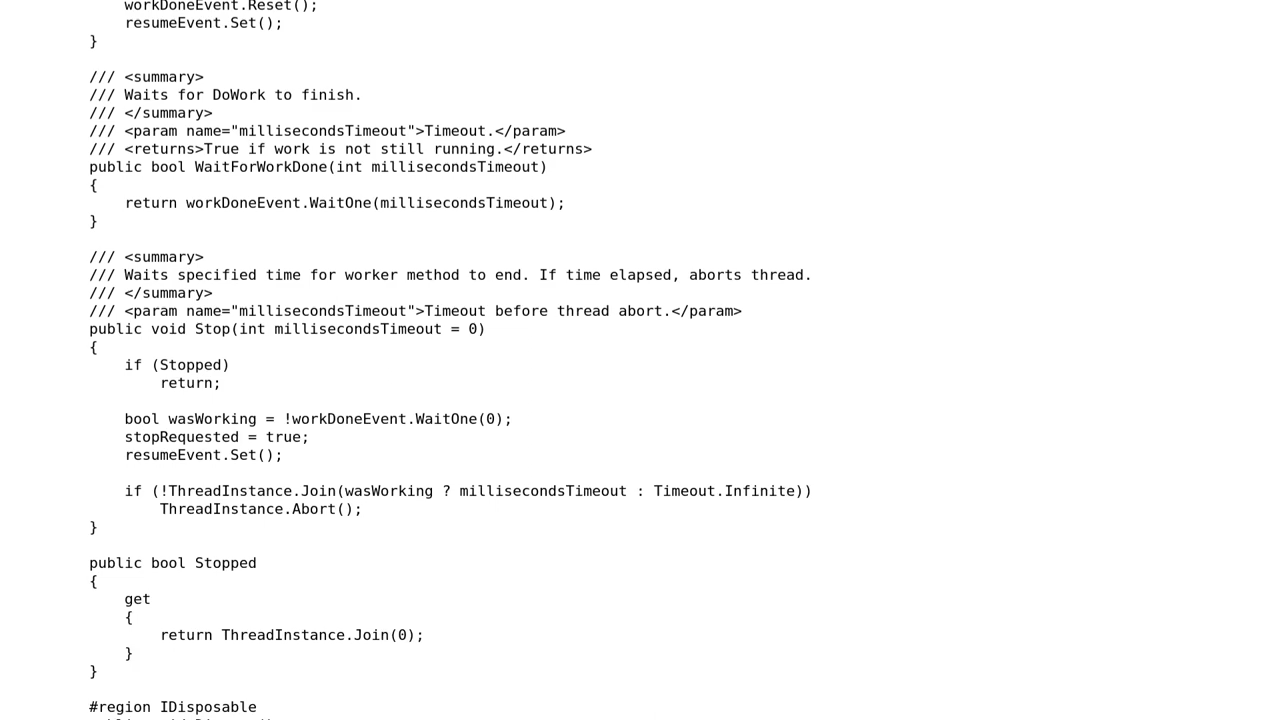 workDoneEvent.Reset();
resumeEvent.Set();
}
/// <summary>
/// Waits for DoWork to finish.
/// </summary>
/// <param name="millisecondsTimeout">Timeout.</param>
/// <returns>True if work is not still running.</returns>
public bool WaitForWorkDone(int millisecondsTimeout)
{
return workDoneEvent.WaitOne(millisecondsTimeout);
}
/// <summary>
/// Waits specified time for worker method to end. If time elapsed, aborts thread.
/// </summary>
/// <param name="millisecondsTimeout">Timeout before thread abort.</param>
public void Stop(int millisecondsTimeout = 0)
{
if (Stopped)
return;
bool wasWorking = !workDoneEvent.WaitOne(0);
stopRequested = true;
resumeEvent.Set();
if (!ThreadInstance.Join(wasWorking ? millisecondsTimeout : Timeout.Infinite))
ThreadInstance.Abort();
}
public bool Stopped
{
get
{
return ThreadInstance.Join(0);
}
}
#region IDisposable